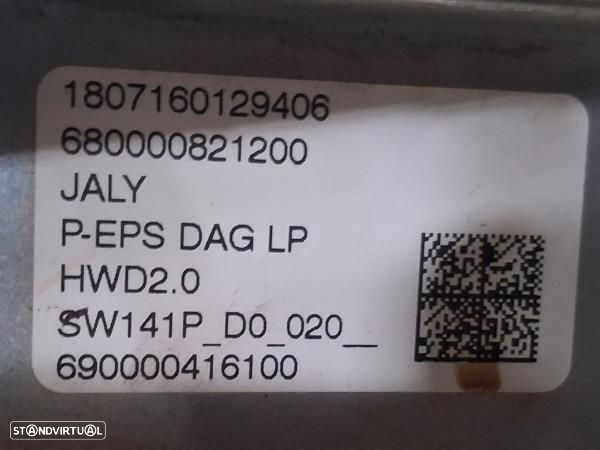 1807160129406
680000821200
JALY
P-EPS DAG LP
HWD2.0
SW141P_D0_020__
690000416100
STANDVIRTUAL